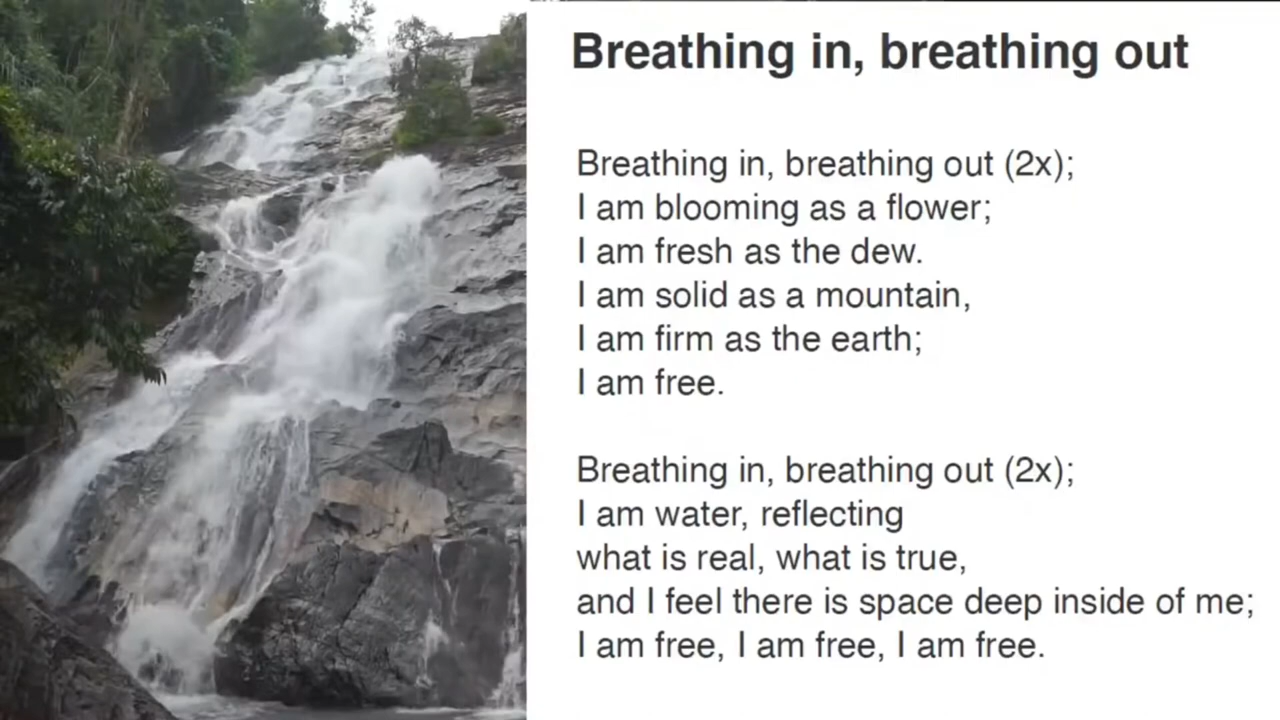 Breathing in, breathing out
Breathing in, breathing out (2x);
I am blooming as a flower;
I am fresh as the dew.
I am solid as a mountain,
I am firm as the earth;
I am free.
Breathing in, breathing out (2x);
I am water, reflecting
what is real, what is true,
and I feel there is space deep inside of me;
I am free, I am free, I am free.